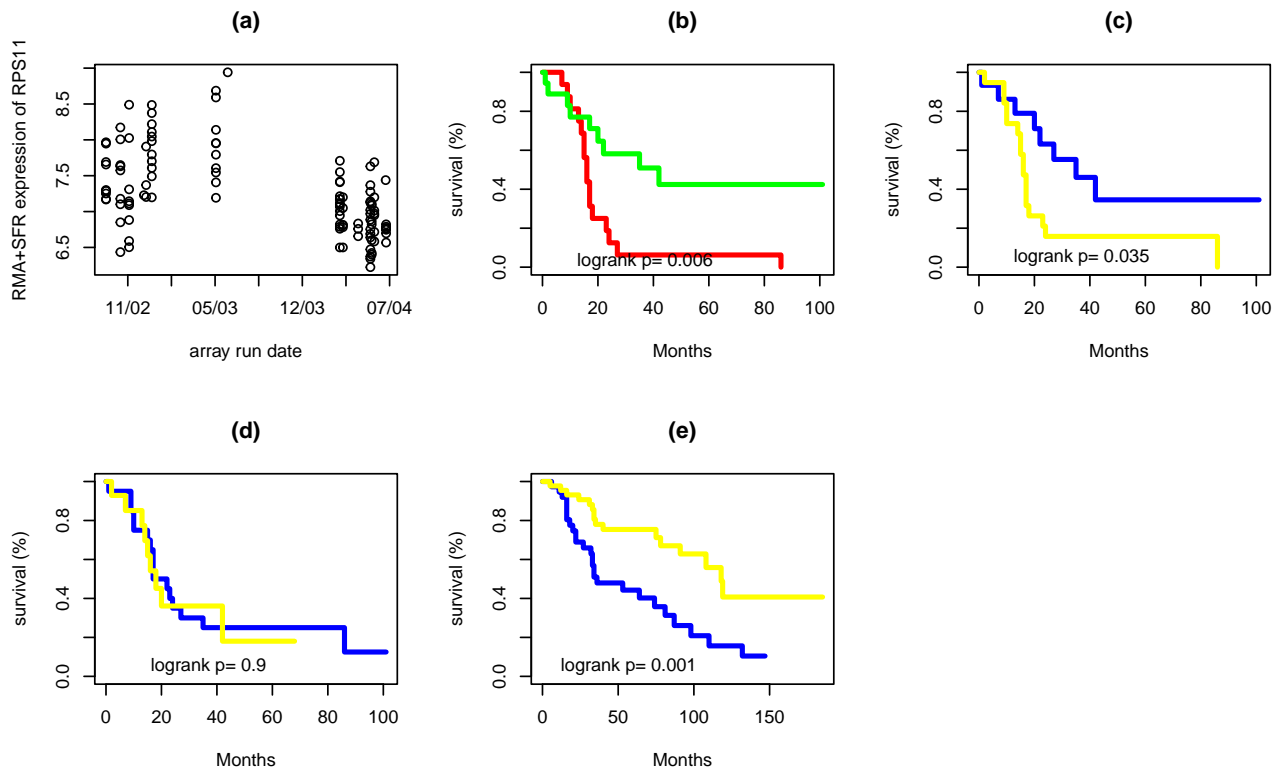 (a)
RMA+SFR expression of RPS11
8.5
7.5
6.5
11/02 05/03 12/03 07/04
array run date
(b)
survival (%)
0.8
0.4
0.0
logrank p= 0.006
0 20 40 60 80 100
Months
(c)
survival (%)
0.8
0.4
0.0
logrank p= 0.035
0 20 40 60 80 100
Months
(d)
survival (%)
0.8
0.4
0.0
logrank p= 0.9
0 20 40 60 80 100
Months
(e)
survival (%)
0.8
0.4
0.0
logrank p= 0.001
0 50 100 150
Months